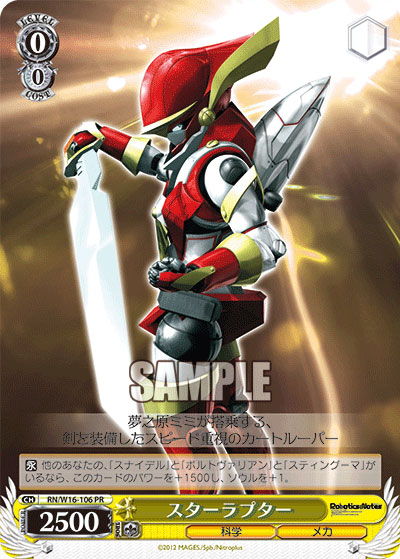 LEVEL
0
0
COST
SAMPLE
夢之原ミミが搭乗する、
剣を装備したスピード重視のカートルーパー
永 他のあなたの、「スナイデル」と「ボルトヴァリアン」と「スティングーマ」が
いるなら、このカードのパワーを+1500し、ソウルを+1。
CH RN/W16-106 PR
Robotics;Notes
2500
スターラプター
科学 メカ
©2012 MAGES./5pb./Nitroplus